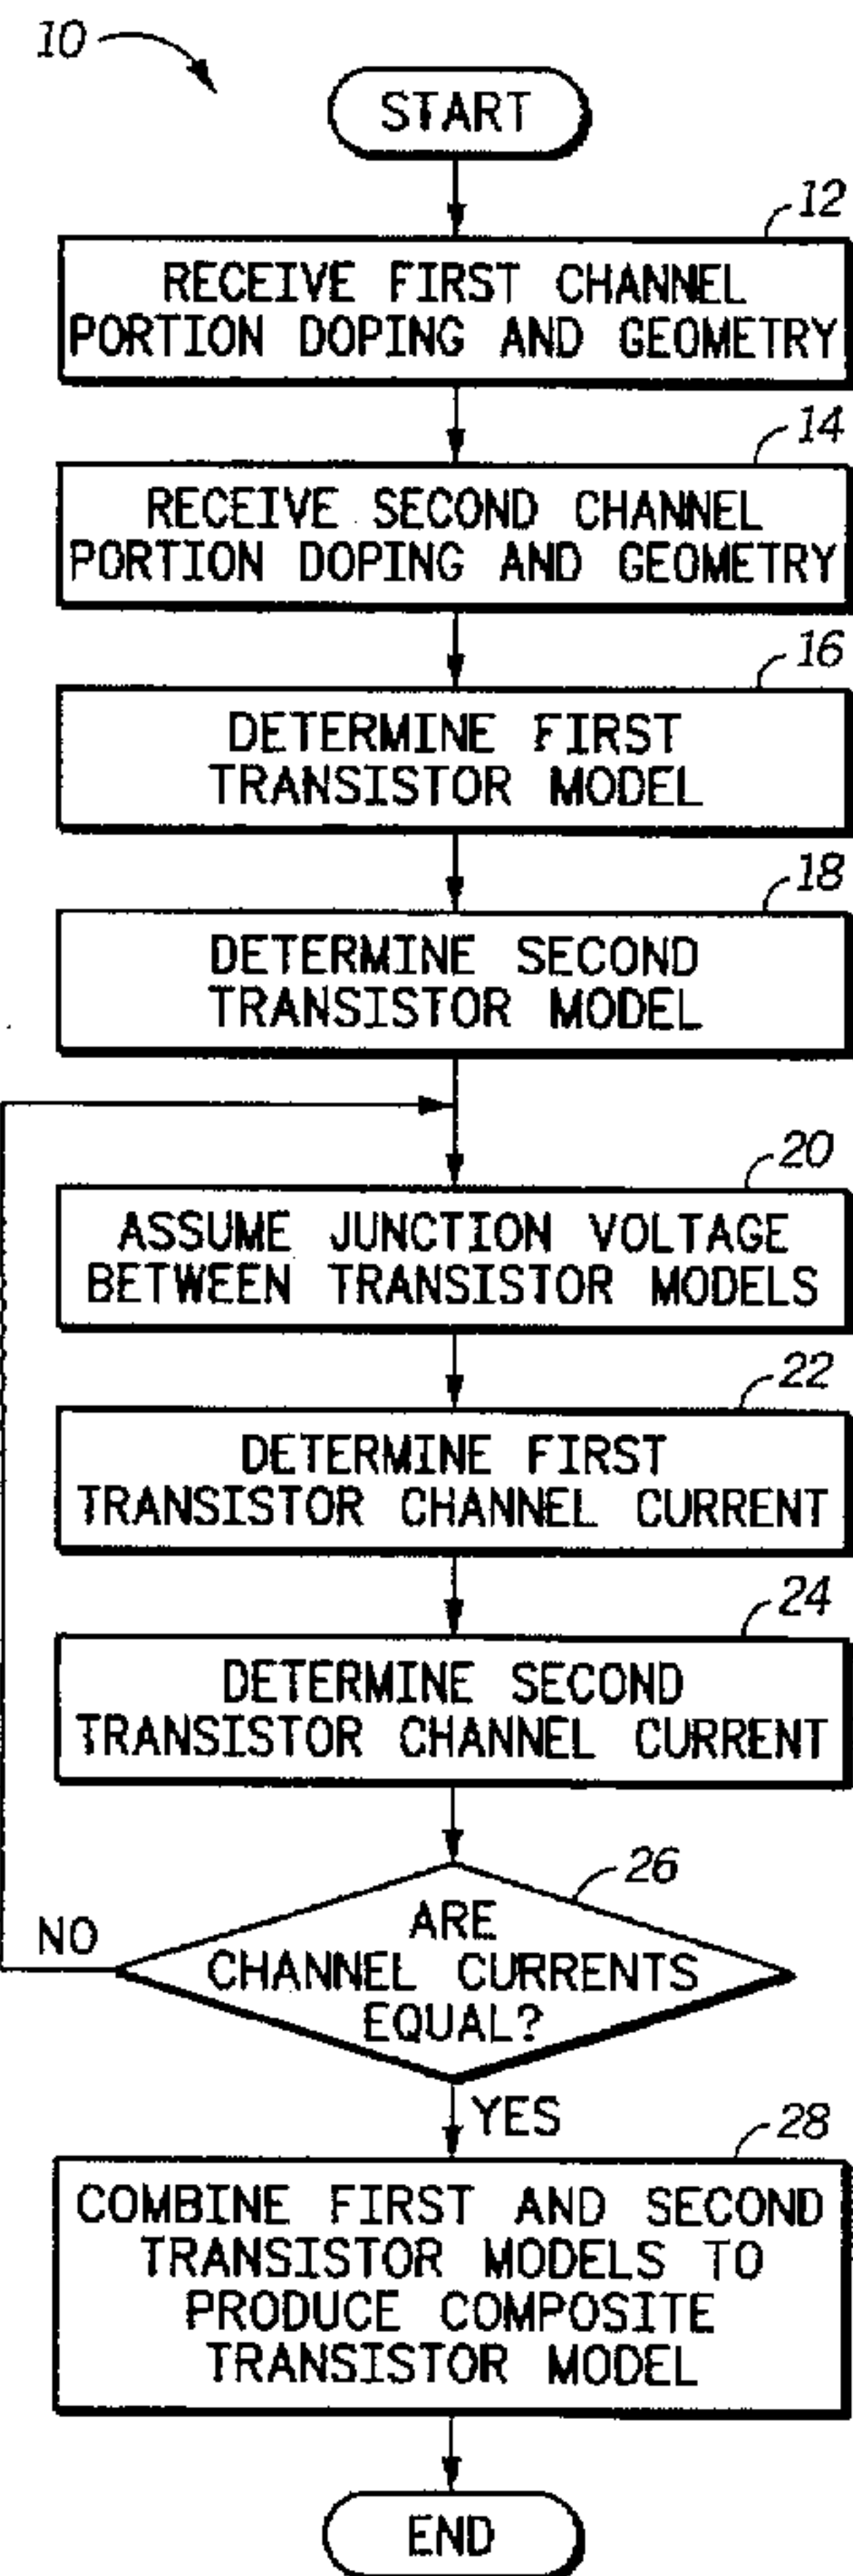 10
START
12
RECEIVE FIRST CHANNEL
PORTION DOPING AND GEOMETRY
14
RECEIVE SECOND CHANNEL
PORTION DOPING AND GEOMETRY
16
DETERMINE FIRST
TRANSISTOR MODEL
18
DETERMINE SECOND
TRANSISTOR MODEL
20
ASSUME JUNCTION VOLTAGE
BETWEEN TRANSISTOR MODELS
22
DETERMINE FIRST
TRANSISTOR CHANNEL CURRENT
24
DETERMINE SECOND
TRANSISTOR CHANNEL CURRENT
26
ARE
CHANNEL CURRENTS
EQUAL?
NO
YES
28
COMBINE FIRST AND SECOND
TRANSISTOR MODELS TO
PRODUCE COMPOSITE
TRANSISTOR MODEL
END